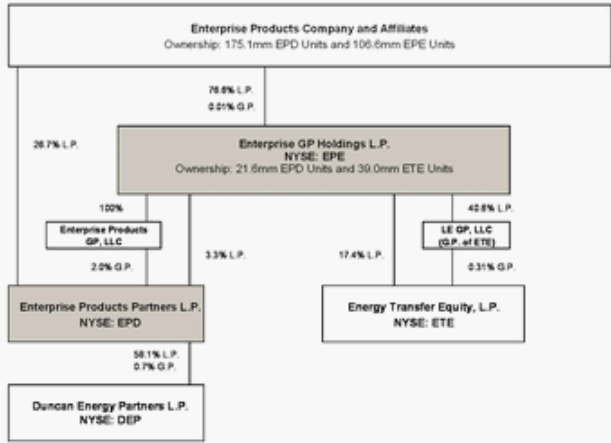 Enterprise Products Company and Affiliates
Ownership: 175.1mm EPD Units and 106.6mm EPE Units
76.6% L.P.
0.01% G.P.
26.7% L.P.
Enterprise GP Holdings L.P.
NYSE: EPE
Ownership: 21.6mm EPD Units and 39.0mm ETE Units
100%
40.6% L.P.
Enterprise Products
GP, LLC
LE GP, LLC
(G.P. of ETE)
3.3% L.P.
17.4% L.P.
2.0% G.P.
0.31% G.P.
Enterprise Products Partners L.P.
NYSE: EPD
Energy Transfer Equity, L.P.
NYSE: ETE
58.1% L.P.
0.7% G.P.
Duncan Energy Partners L.P.
NYSE: DEP